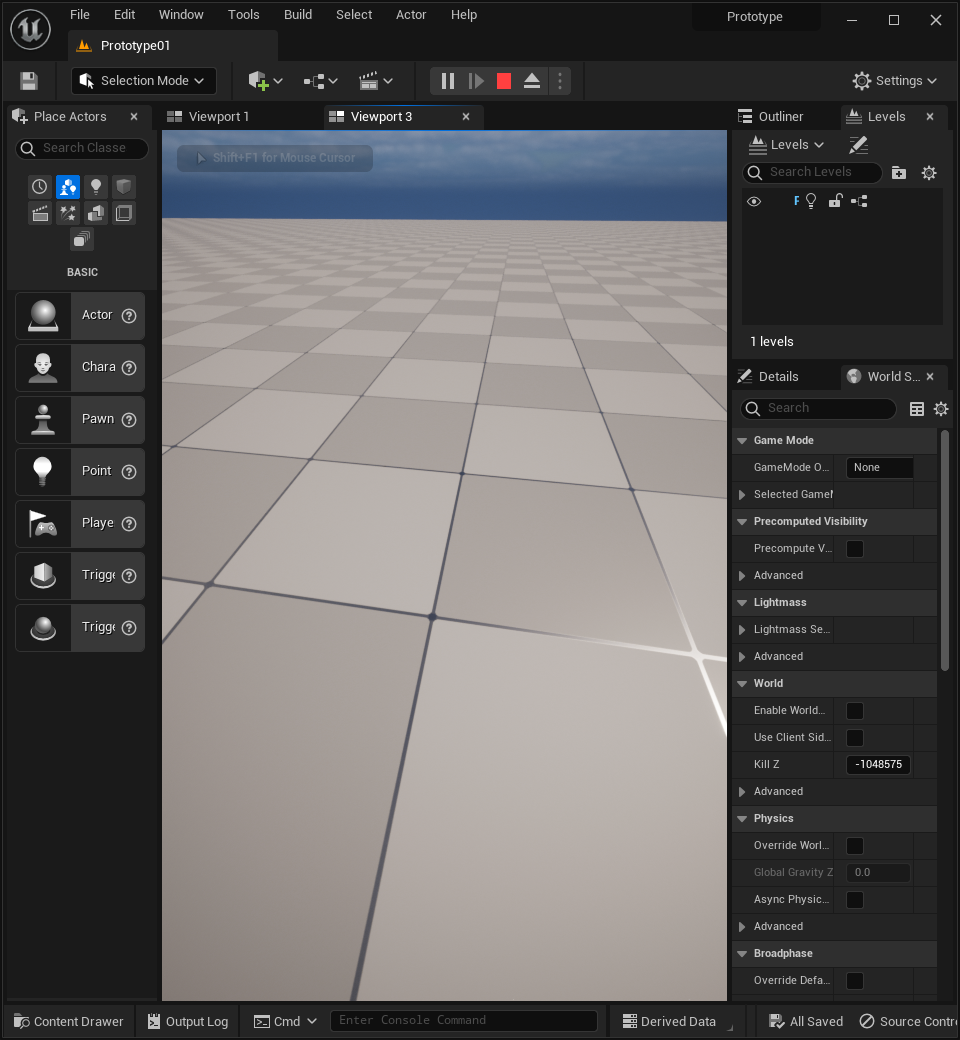 File Edit Window Tools Build Select Actor Help
Prototype
Prototype01
Selection Mode
Settings
Place Actors
Viewport 1
Viewport 3
Outliner
Levels
Search Classe
Shift+F1 for Mouse Cursor
Levels
Search Levels
F
BASIC
Actor
Chara
Pawn
Point
Playe
Trigge
Trigge
1 levels
Details
World S...
Search
Game Mode
GameMode O...
None
Selected GameM
Precomputed Visibility
Precompute V...
Advanced
Lightmass
Lightmass Se...
Advanced
World
Enable World...
Use Client Sid...
Kill Z
-1048575
Advanced
Physics
Override Worl...
Global Gravity Z
0.0
Async Physic...
Advanced
Broadphase
Override Defa...
Content Drawer
Output Log
Cmd
Enter Console Command
Derived Data
All Saved
Source Contr